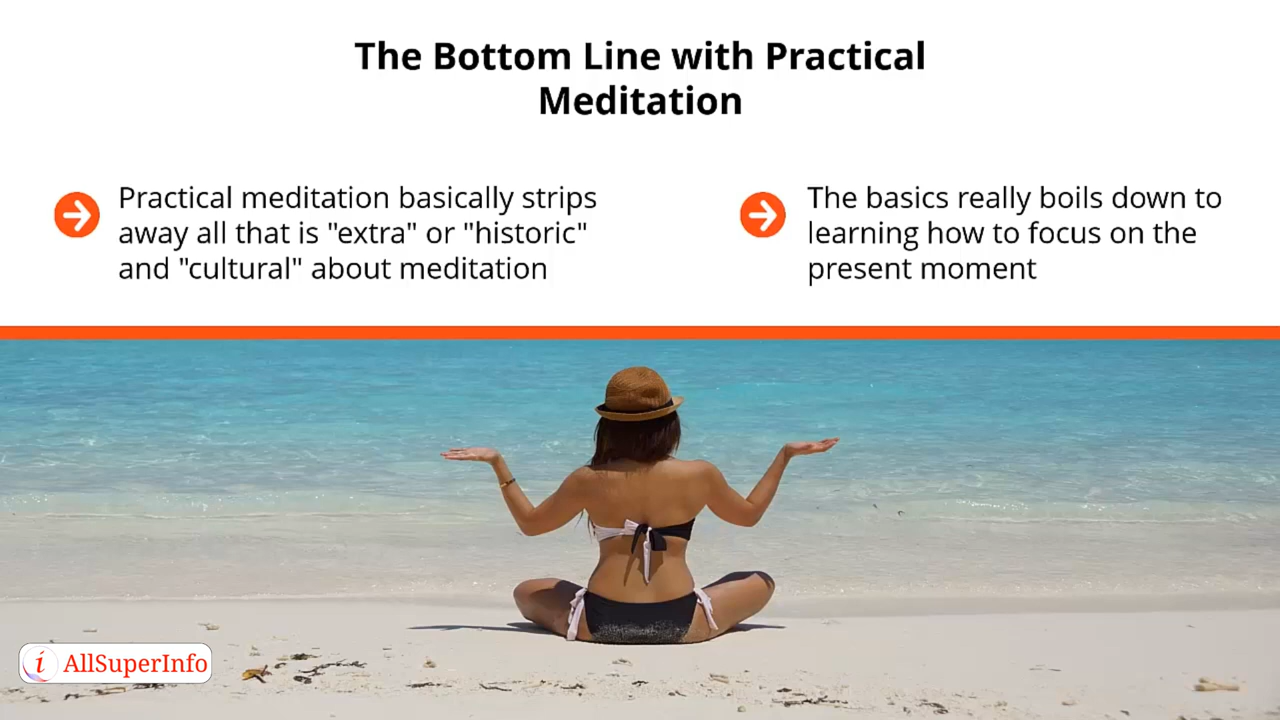 The Bottom Line with Practical
Meditation
Practical meditation basically strips
away all that is "extra" or "historic"
and "cultural" about meditation
The basics really boils down to
learning how to focus on the
present moment
i AllSuperInfo